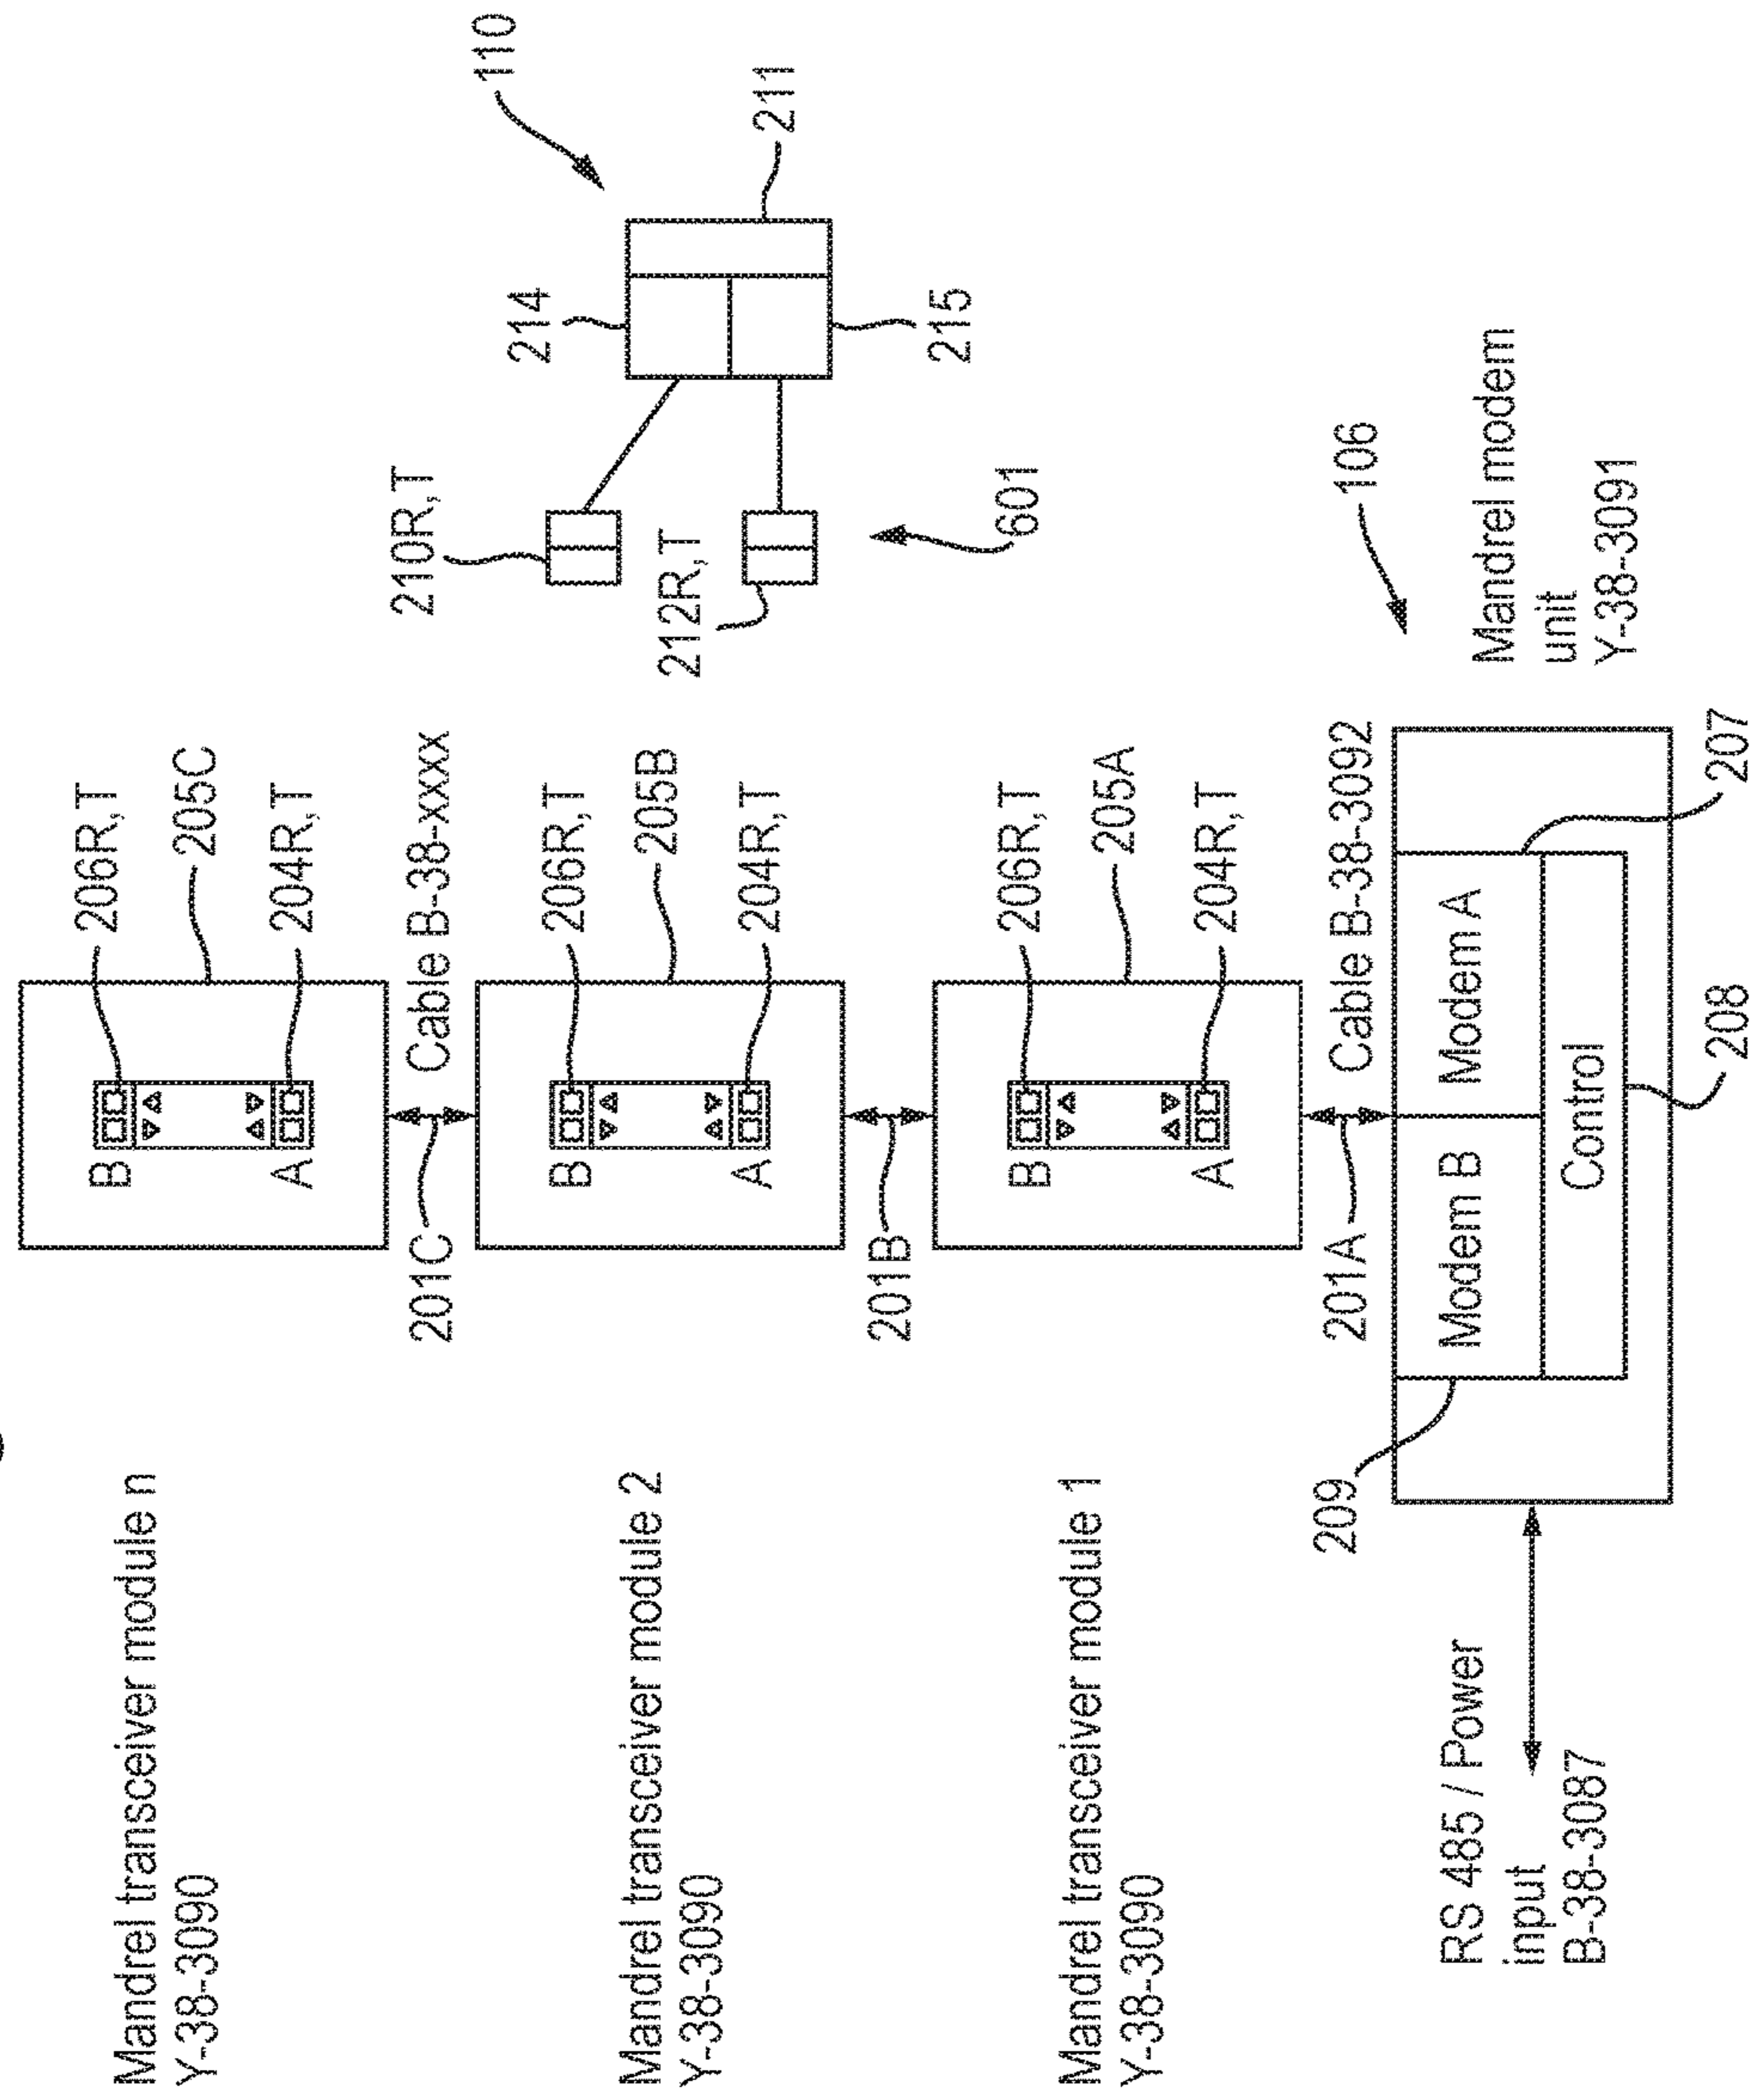 Mandrel transceiver module n
Y-38-3090
B
A
206R,T
205C
204R,T
201C
Cable B-38-xxxx
Mandrel transceiver module 2
Y-38-3090
B
A
206R,T
205B
204R,T
201B
Mandrel transceiver module 1
Y-38-3090
B
A
206R,T
205A
204R,T
201A
Cable B-38-3092
RS 485 / Power
input
B-38-3087
209
Modem B
Modem A
Control
207
208
106
Mandrel modem
unit
Y-38-3091
110
210R,T
214
211
212R,T
215
601